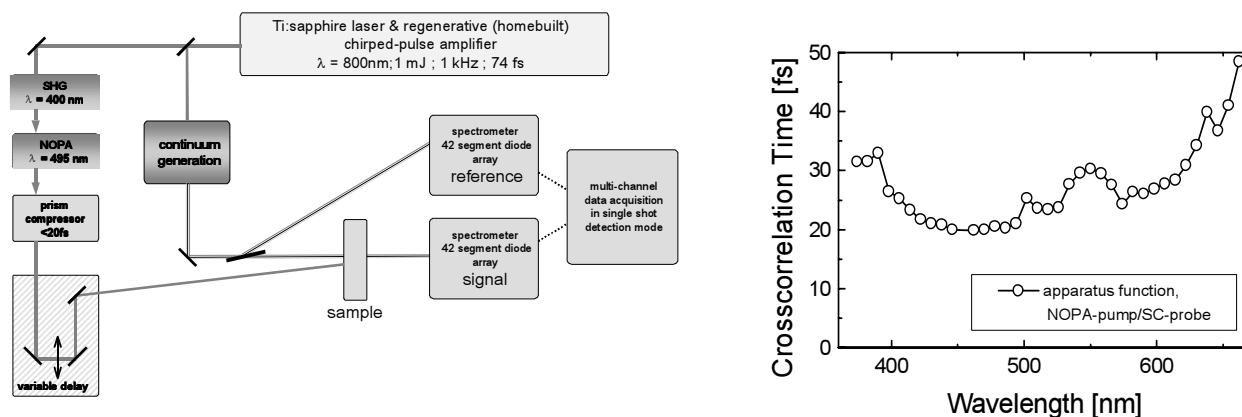 Ti:sapphire laser & regenerative (homebuilt)
chirped-pulse amplifier
λ = 800nm; 1 mJ ; 1 kHz ; 74 fs
SHG
λ = 400 nm
NOPA
λ = 495 nm
prism
compressor
<20fs
variable delay
continuum
generation
sample
spectrometer
42 segment diode
array
reference
spectrometer
42 segment diode
array
signal
multi-channel
data acquisition
in single shot
detection mode
Crosscorrelation Time [fs]
50
40
30
20
10
0
400
500
600
Wavelength [nm]
apparatus function,
NOPA-pump/SC-probe